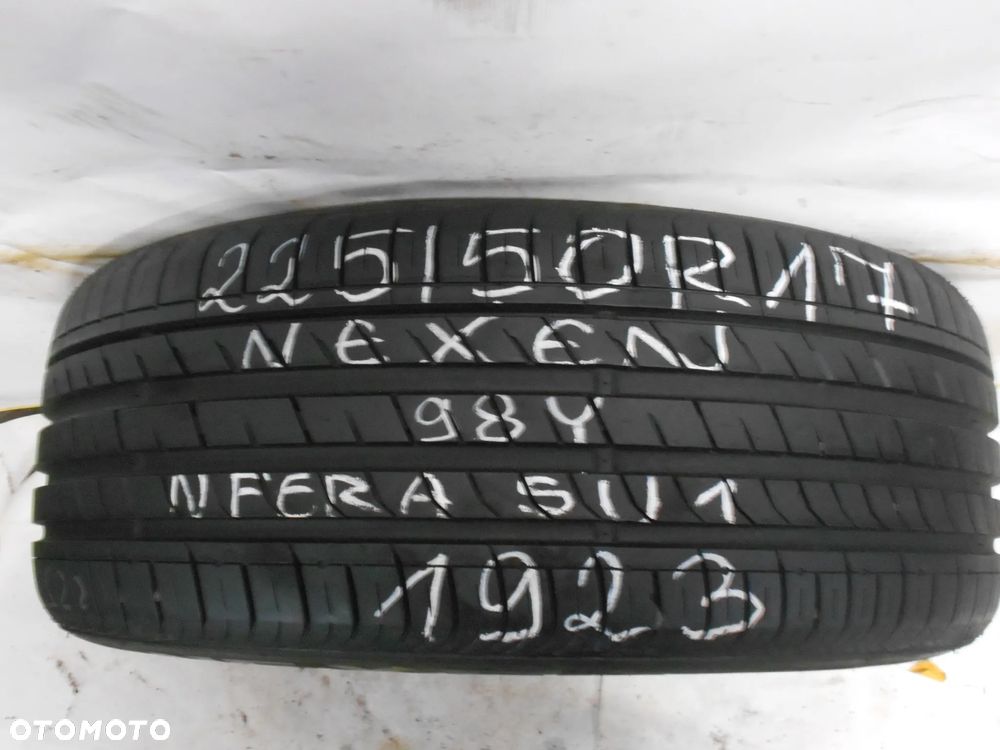 225/50R17
NEXEN
98Y
NFERA SU1
1923
OTOMOTO